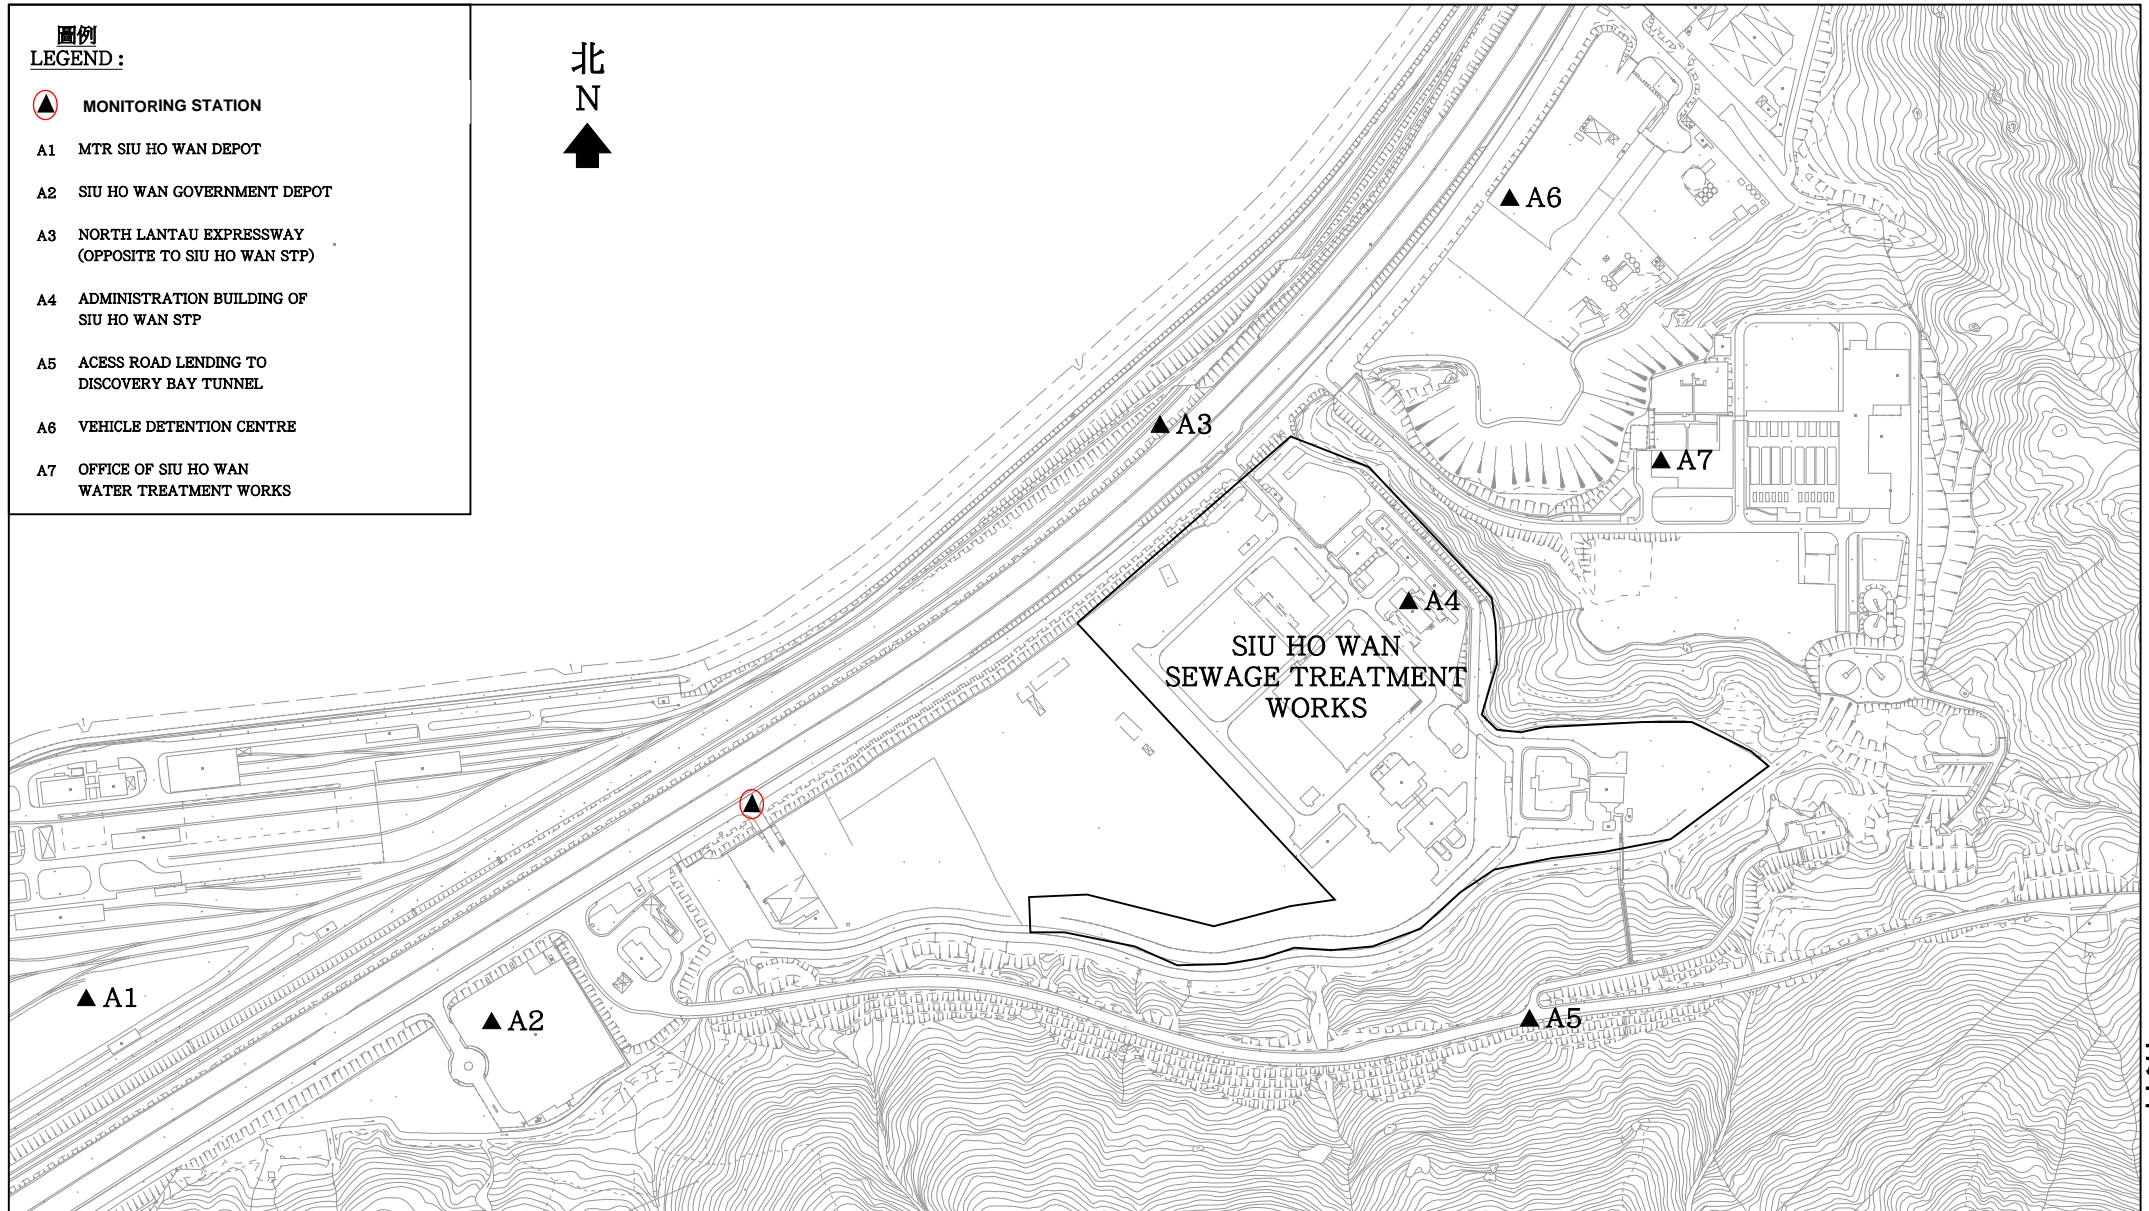 圖例
LEGEND :
MONITORING STATION
A1 MTR SIU HO WAN DEPOT
A2 SIU HO WAN GOVERNMENT DEPOT
A3 NORTH LANTAU EXPRESSWAY
(OPPOSITE TO SIU HO WAN STP)
A4 ADMINISTRATION BUILDING OF
SIU HO WAN STP
A5 ACESS ROAD LENDING TO
DISCOVERY BAY TUNNEL
A6 VEHICLE DETENTION CENTRE
A7 OFFICE OF SIU HO WAN
WATER TREATMENT WORKS
北
N
A6
A3
A7
A4
SIU HO WAN
SEWAGE TREATMENT
WORKS
A1
A2
A5